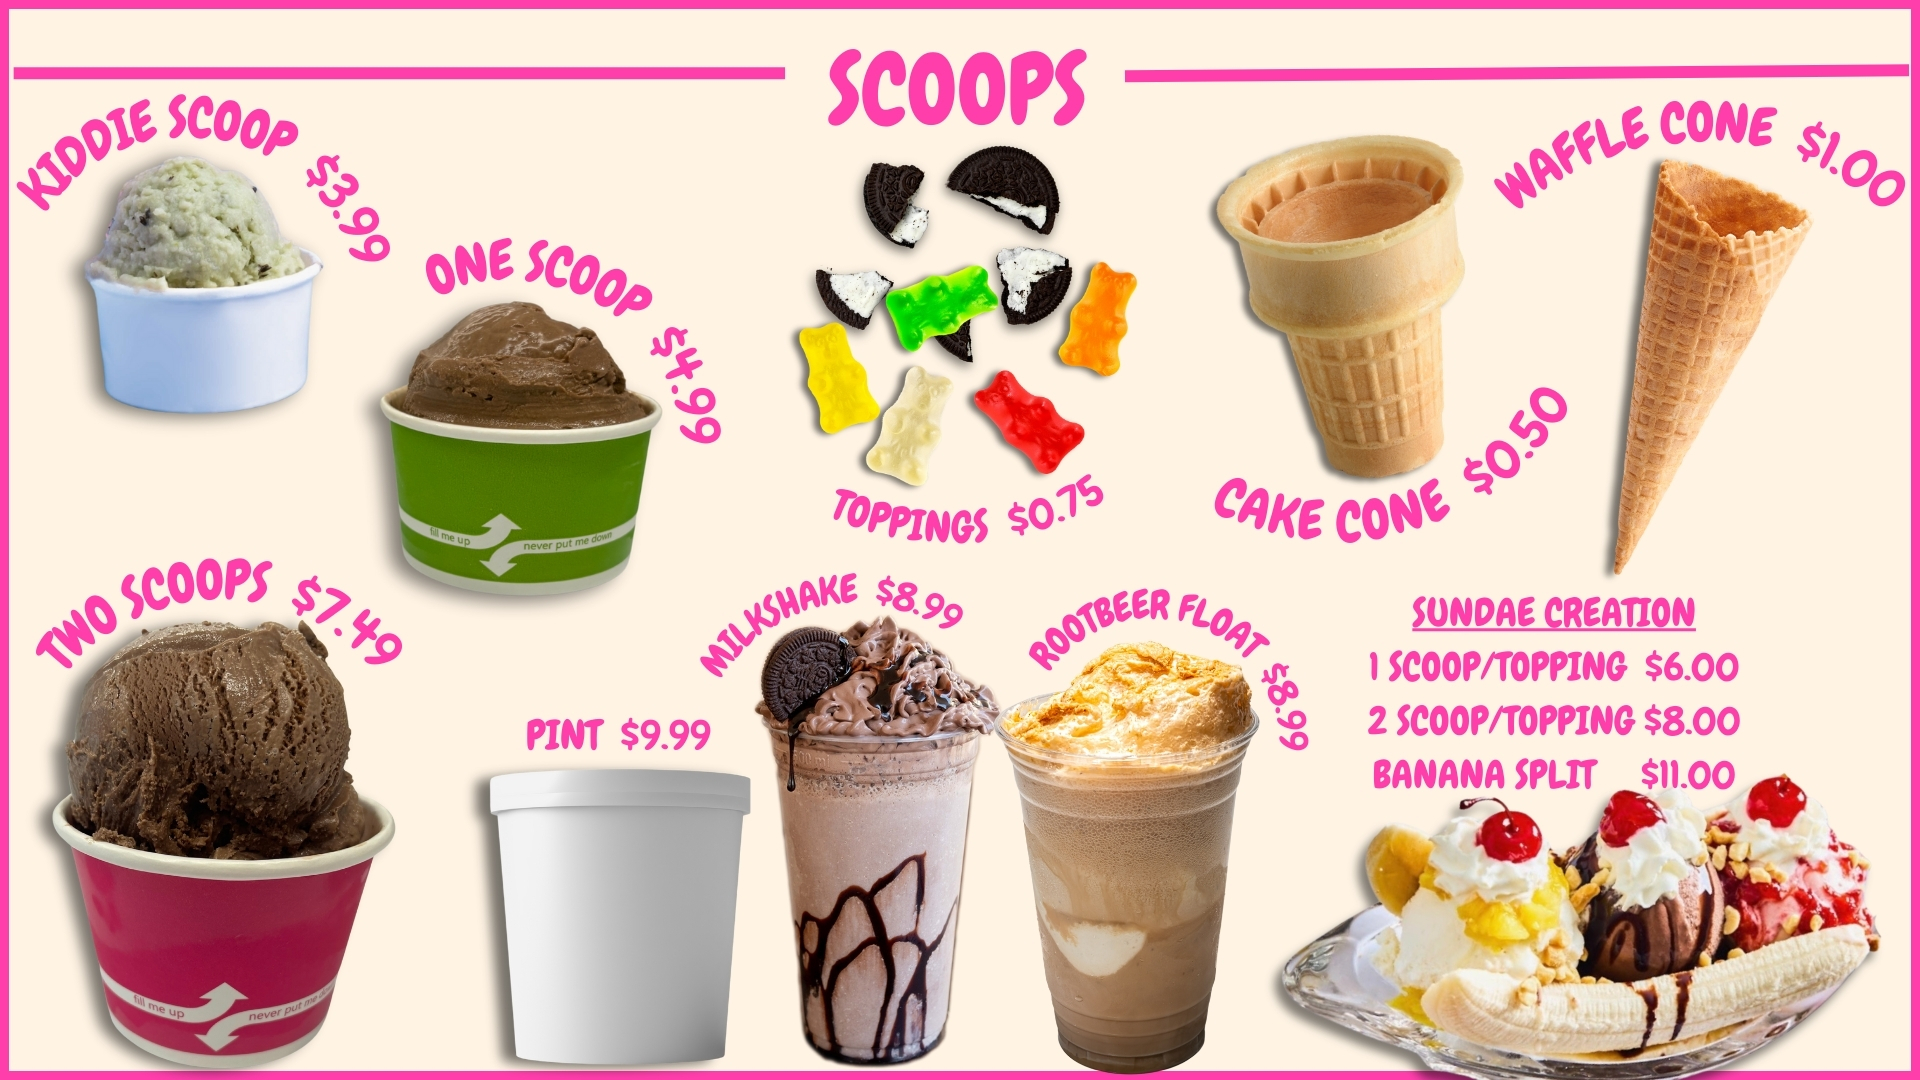 SCOOPS
KIDDIE SCOOP $3.99
ONE SCOOP $4.99
fill me up
never put me down
TOPPINGS $0.75
CAKE CONE $0.50
WAFFLE CONE $1.00
TWO SCOOPS $7.49
fill me up
never put me
PINT $9.99
MILKSHAKE $8.99
ROOTBEER FLOAT $8.99
SUNDAE CREATION
1 SCOOP/TOPPING $6.00
2 SCOOP/TOPPING $8.00
BANANA SPLIT $11.00